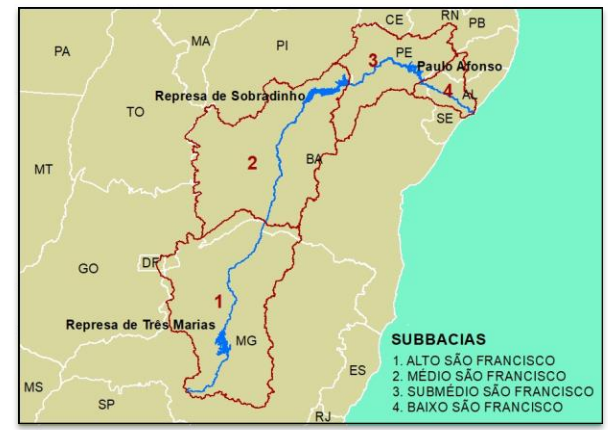 CE
RN
PB
MA
PI
PA
3
PE
Paulo Afonso
Represa de Sobradinho
4
AL
TO
SE
2
BA
MT
DF
GO
1
Represa de Três Marias
MG
SUBBACIAS
1. ALTO SÃO FRANCISCO
ES
2. MÉDIO SÃO FRANCISCO
MS
3. SUBMÉDIO SÃO FRANCISCO
SP
4. BAIXO SÃO FRANCISCO
RJ